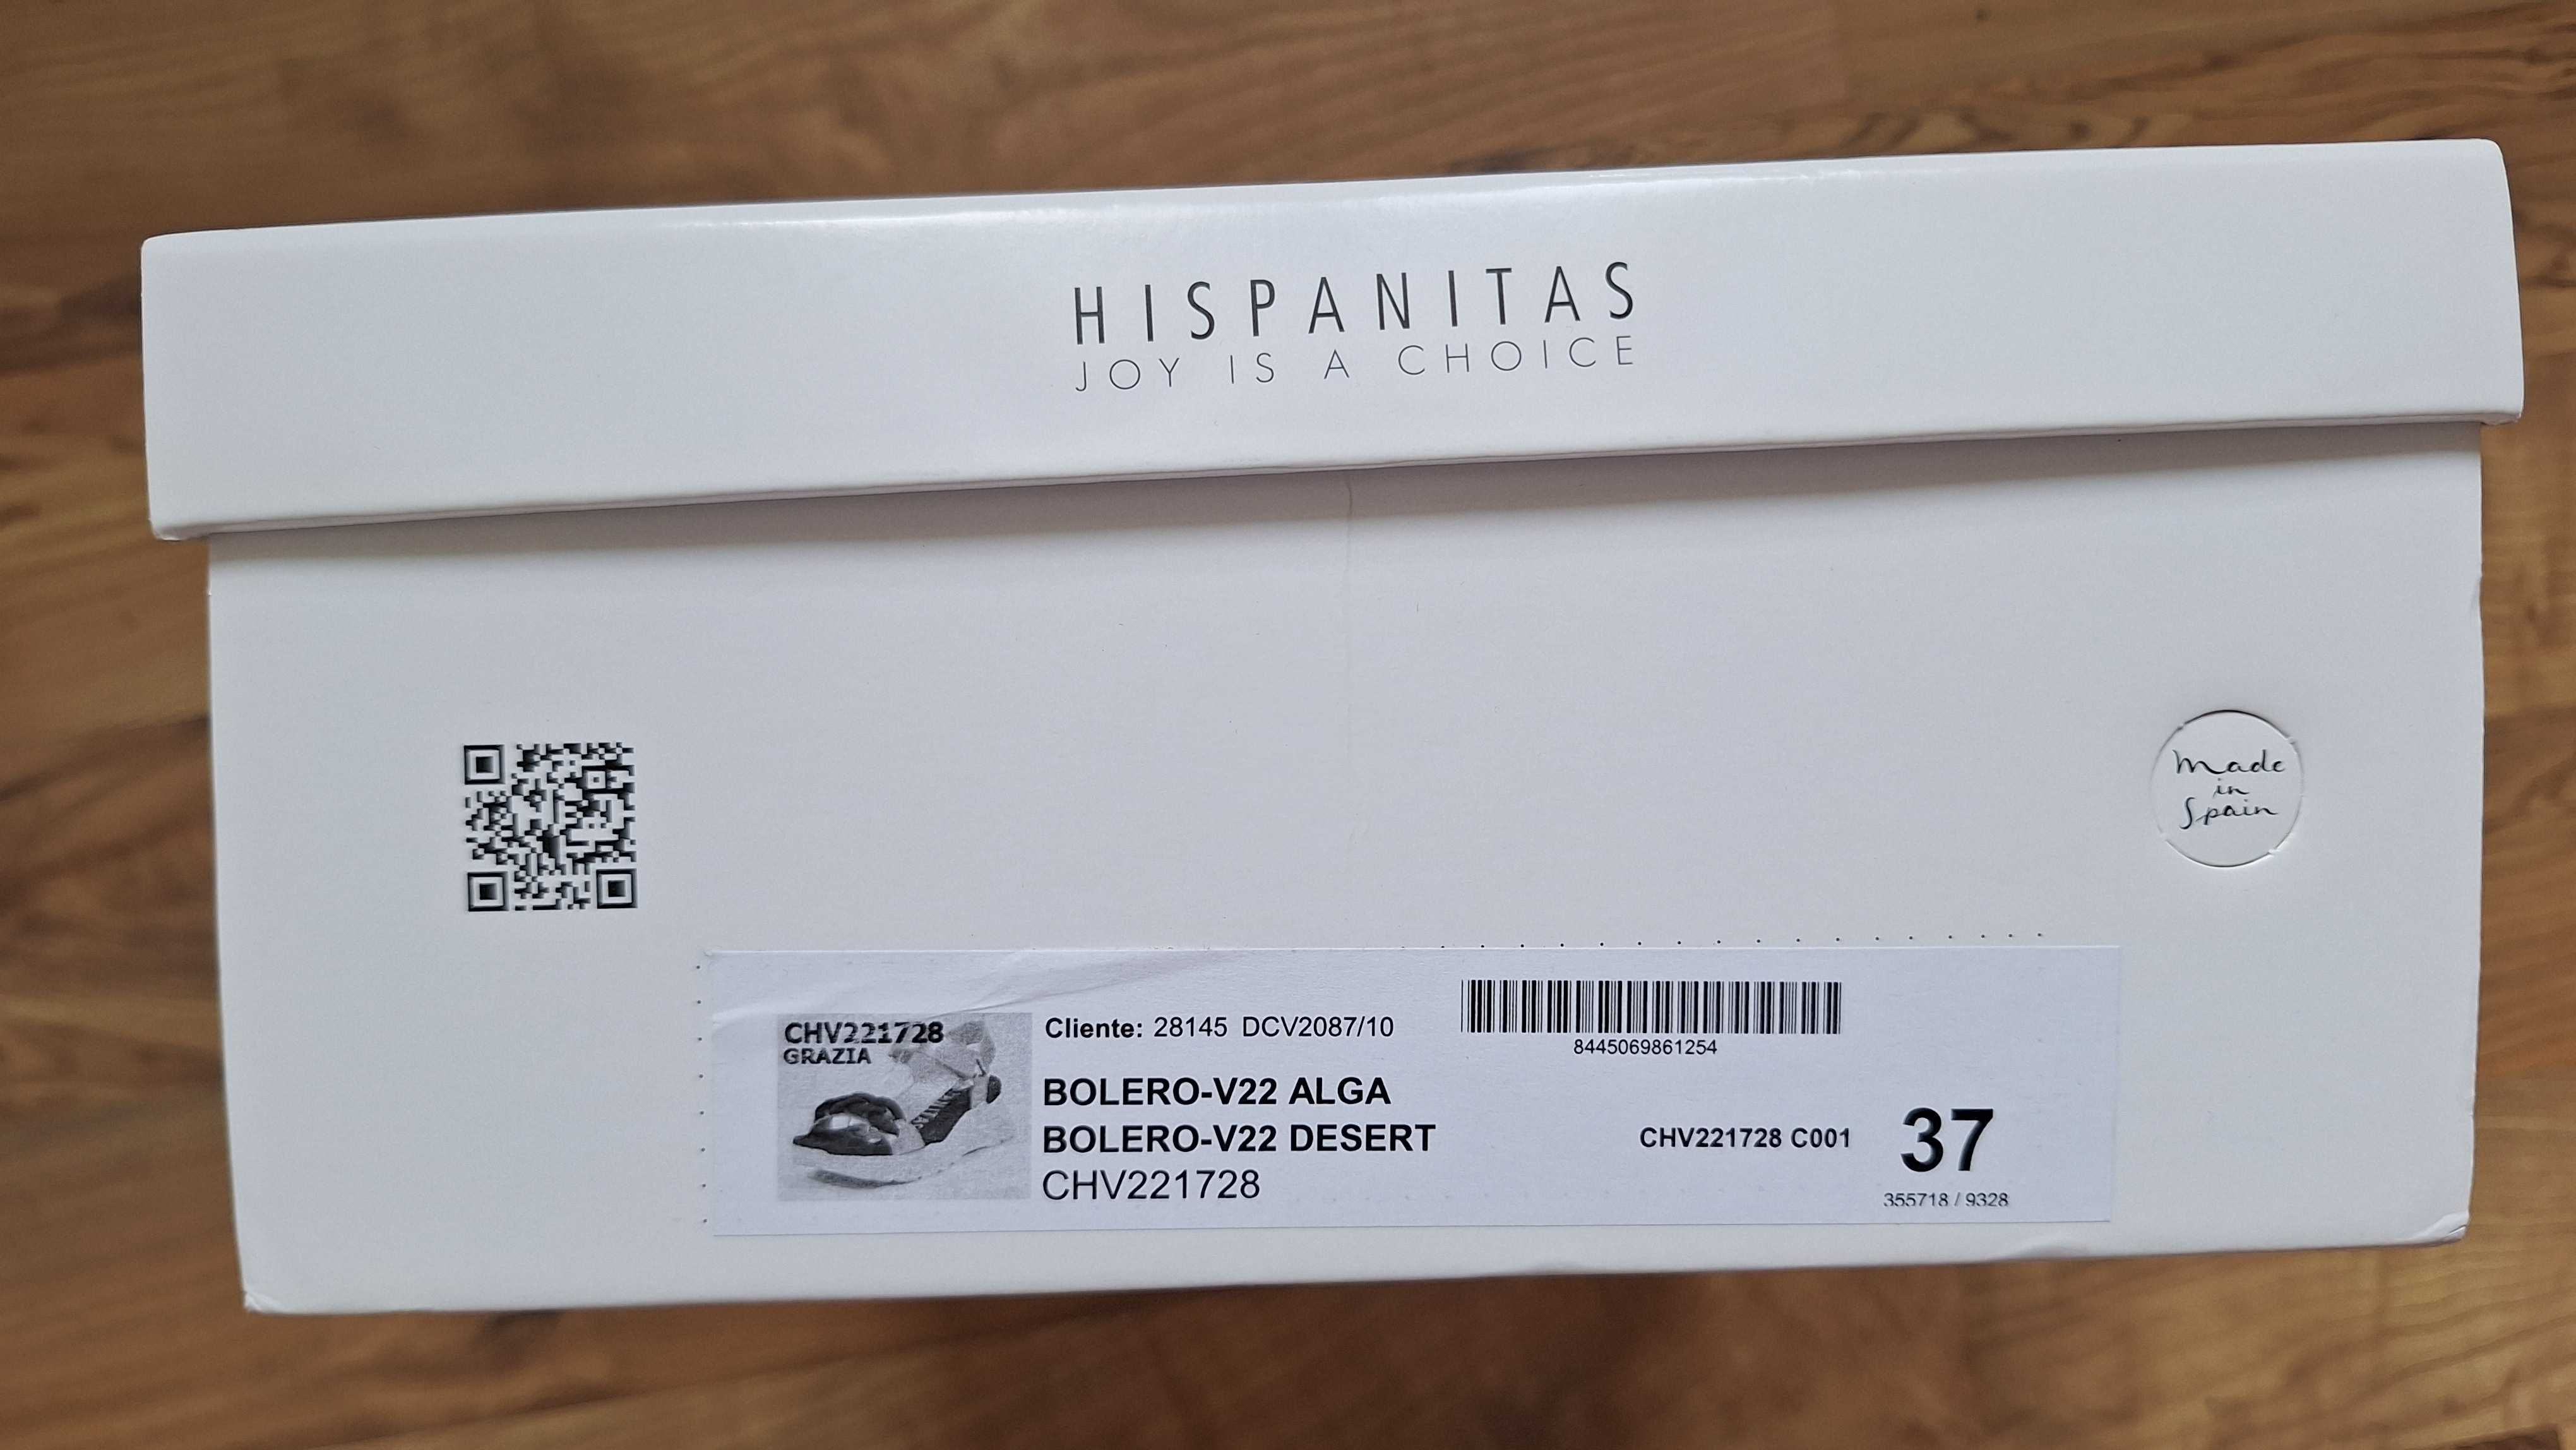 HISPANITAS
JOY IS A CHOICE
made
in
Spain
CHV221728
GRAZIA
Cliente: 28145 DCV2087/10
8445069861254
BOLERO-V22 ALGA
BOLERO-V22 DESERT
CHV221728
CHV221728 C001
37
355718 / 9328